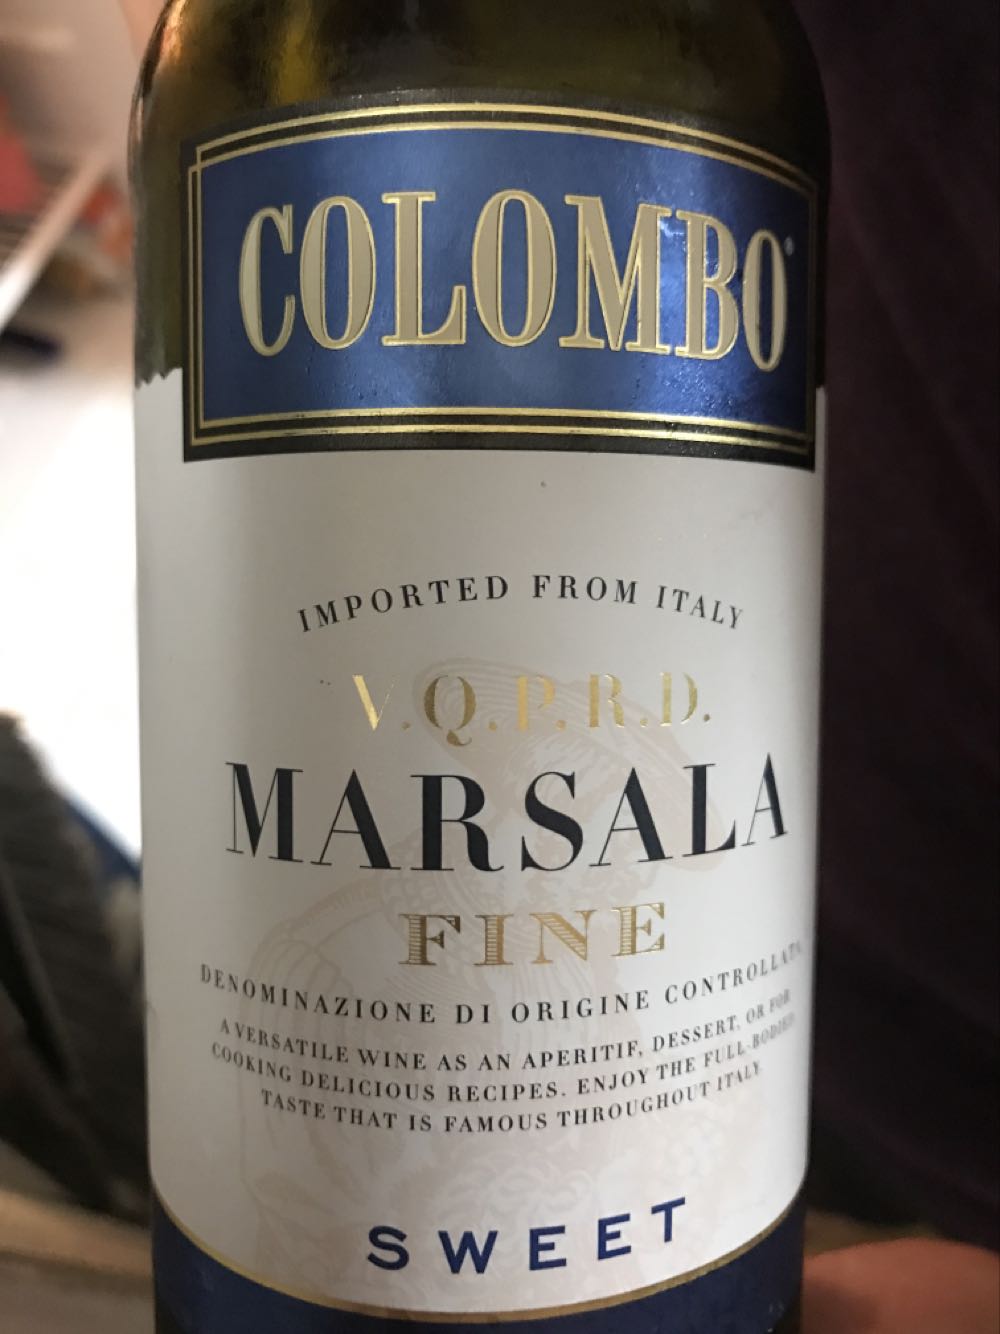 COLOMBO®
IMPORTED FROM ITALY
V.Q.P.R.D.
MARSALA
FINE
DENOMINAZIONE DI ORIGINE CONTROLLATA
A VERSATILE WINE AS AN APERITIF, DESSERT, OR FOR
COOKING DELICIOUS RECIPES. ENJOY THE FULL-BODIED
TASTE THAT IS FAMOUS THROUGHOUT ITALY
SWEET